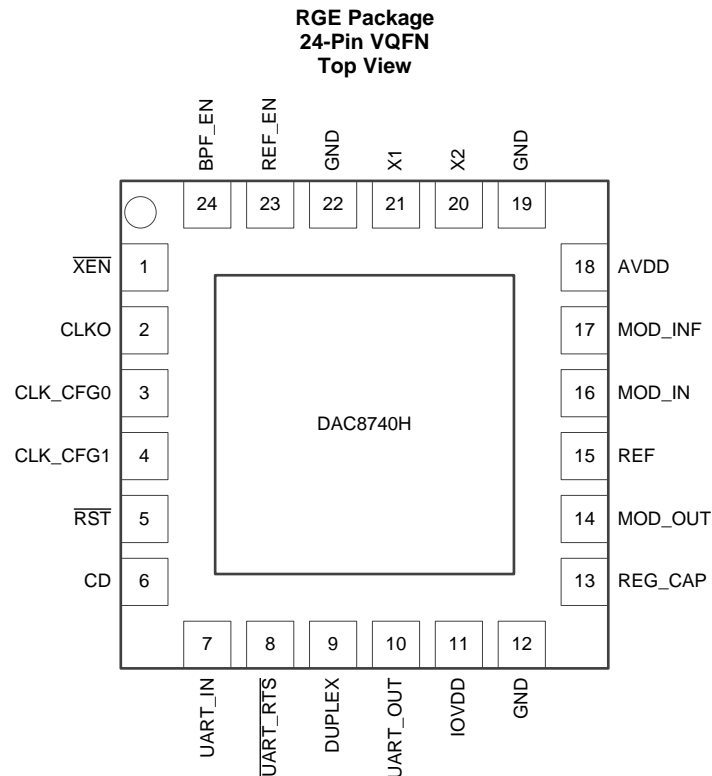 RGE Package
24-Pin VQFN
Top View
BPF_EN
REF_EN
GND
X1
X2
GND
24
23
22
21
20
19
XEN
1
18
AVDD
CLKO
2
17
MOD_INF
CLK_CFG0
3
16
MOD_IN
DAC8740H
CLK_CFG1
4
15
REF
RST
5
14
MOD_OUT
CD
6
13
REG_CAP
7
8
9
10
11
12
UART_IN
UART_RTS
DUPLEX
UART_OUT
IOVDD
GND